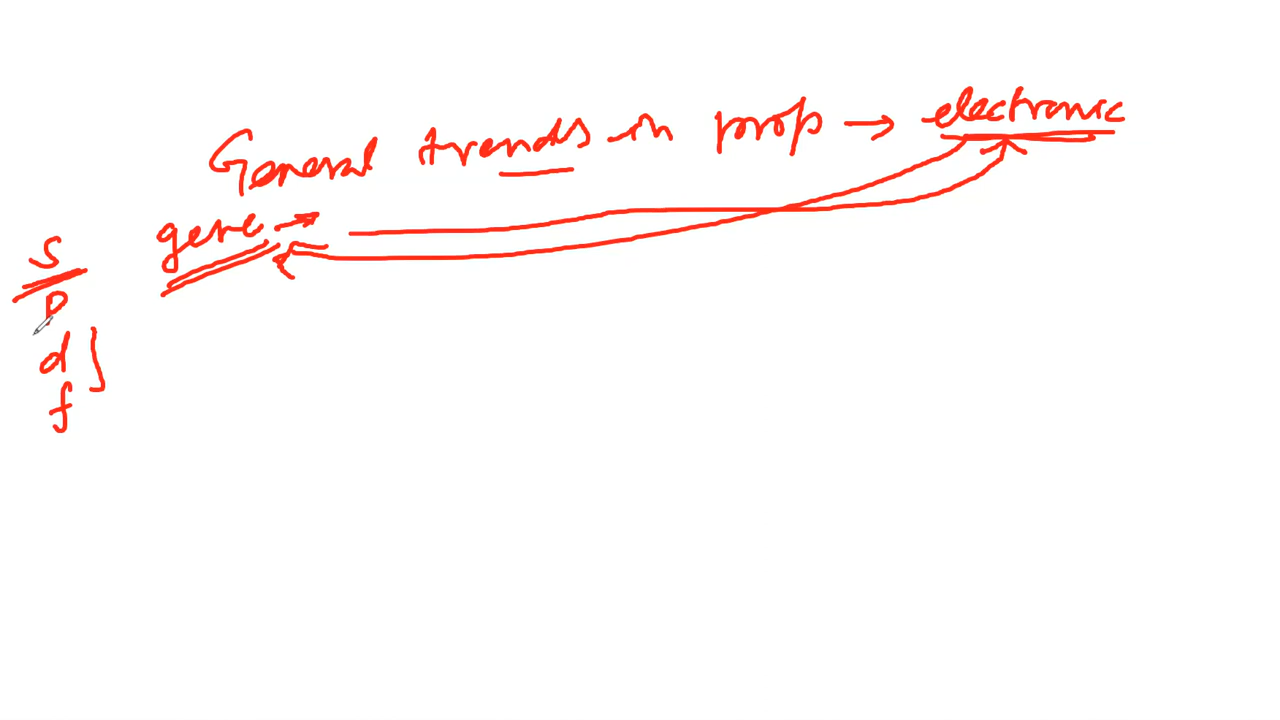 General trends in prop → electronic
gene →
S
P
d
f